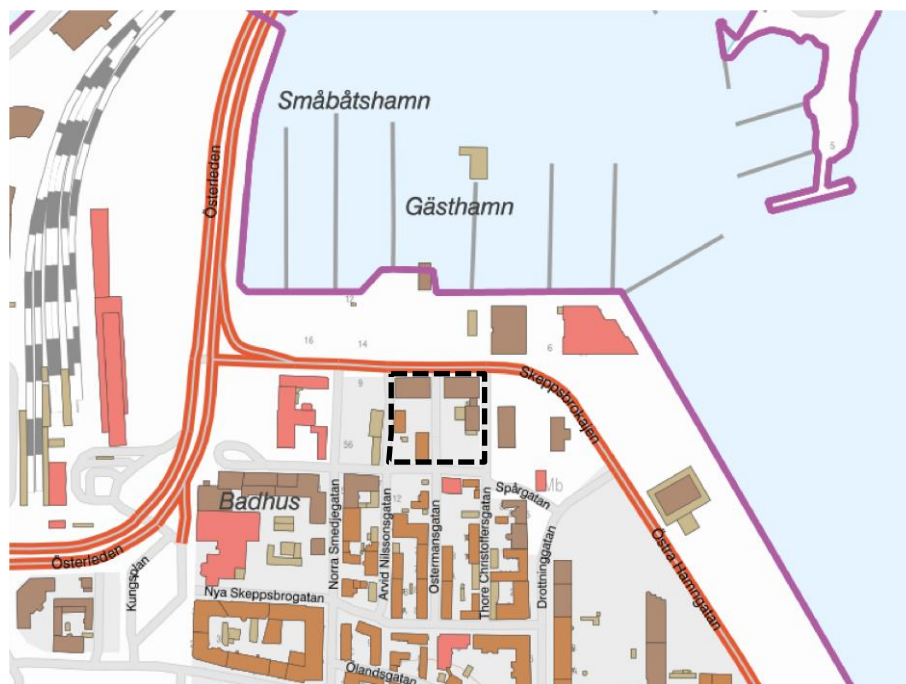 Småbåtshamn
Österleden
Gästhamn
5
12
16
14
6
Skeppsbrokajen
9
56
Mb
Badhus
12
Spårgatan
Norra Smedjegatan
Arvid Nilssonsgatan
Östermansgatan
Thore Christoffersgatan
Drottninggatan
Östra Hamngatan
Österleden
Kungsplan
Nya Skeppsbrogatan
Ölandsgatan